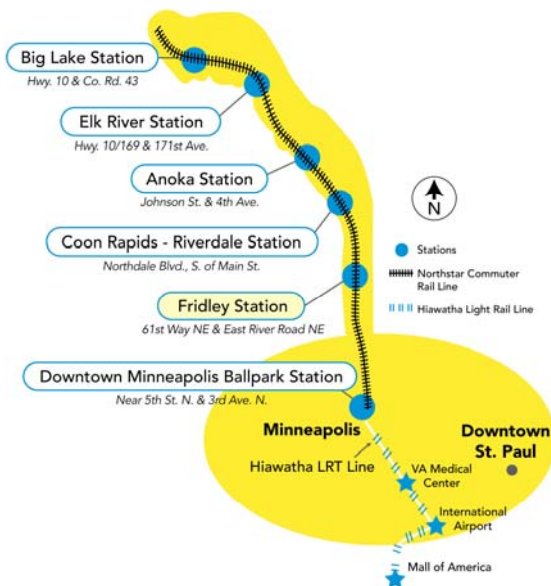 Big Lake Station
Hwy. 10 & Co. Rd. 43
Elk River Station
Hwy. 10/169 & 171st Ave.
Anoka Station
Johnson St. & 4th Ave.
Coon Rapids - Riverdale Station
Northdale Blvd., S. of Main St.
Fridley Station
61st Way NE & East River Road NE
Downtown Minneapolis Ballpark Station
Near 5th St. N. & 3rd Ave. N.
N
Stations
Northstar Commuter
Rail Line
Hiawatha Light Rail Line
Minneapolis
Hiawatha LRT Line
Downtown
St. Paul
VA Medical
Center
International
Airport
Mall of America